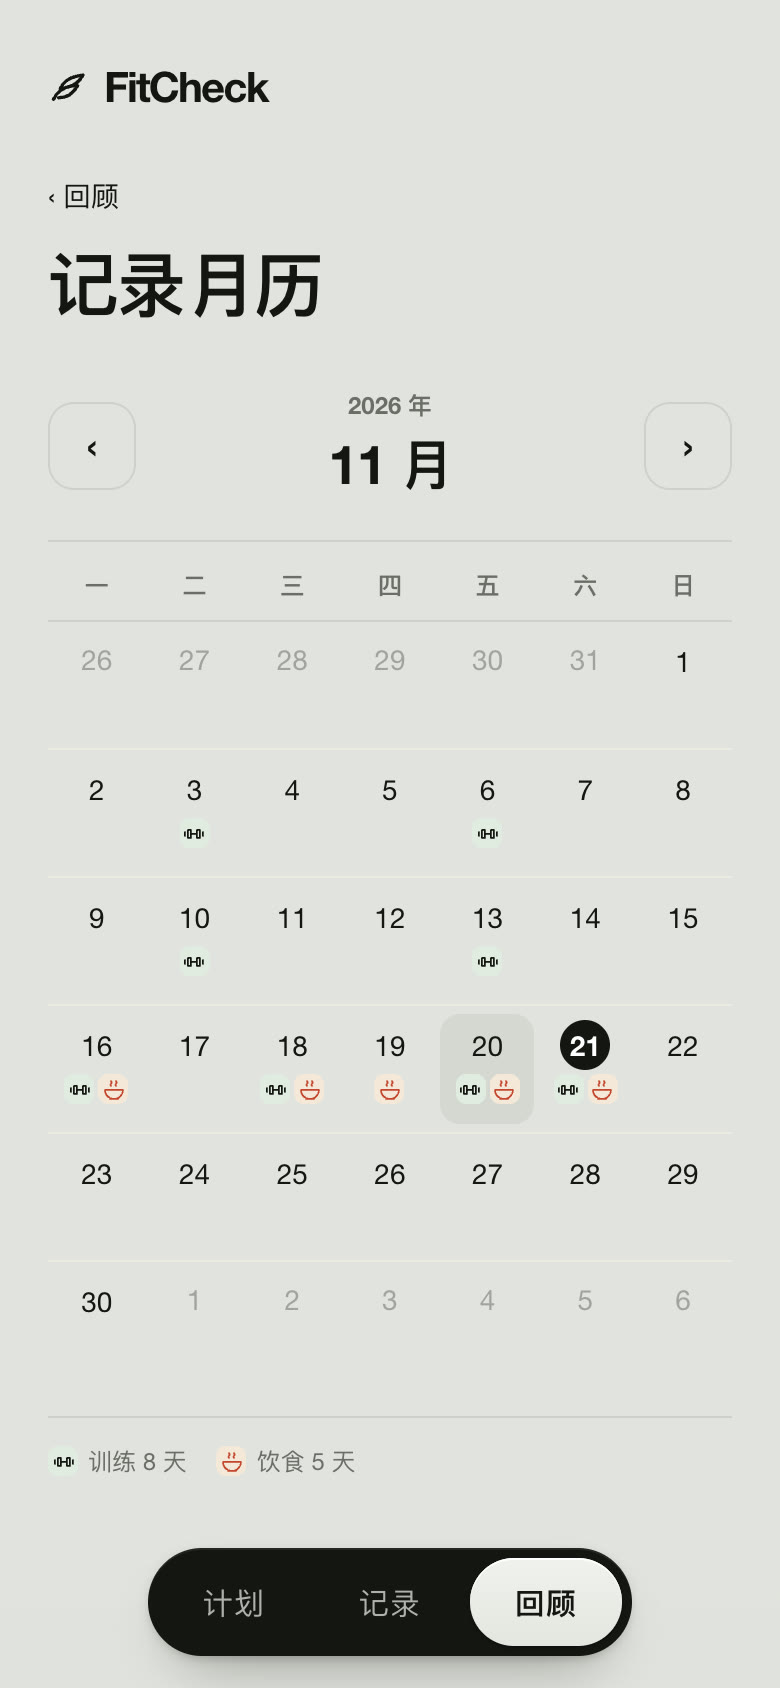 FitCheck
‹ 回顾
记录月历
2026 年
‹ 11 月 ›
一 二 三 四 五 六 日
26 27 28 29 30 31 1
2 3 4 5 6 7 8
9 10 11 12 13 14 15
16 17 18 19 20 21 22
23 24 25 26 27 28 29
30 1 2 3 4 5 6
训练 8 天 饮食 5 天
计划 记录 回顾